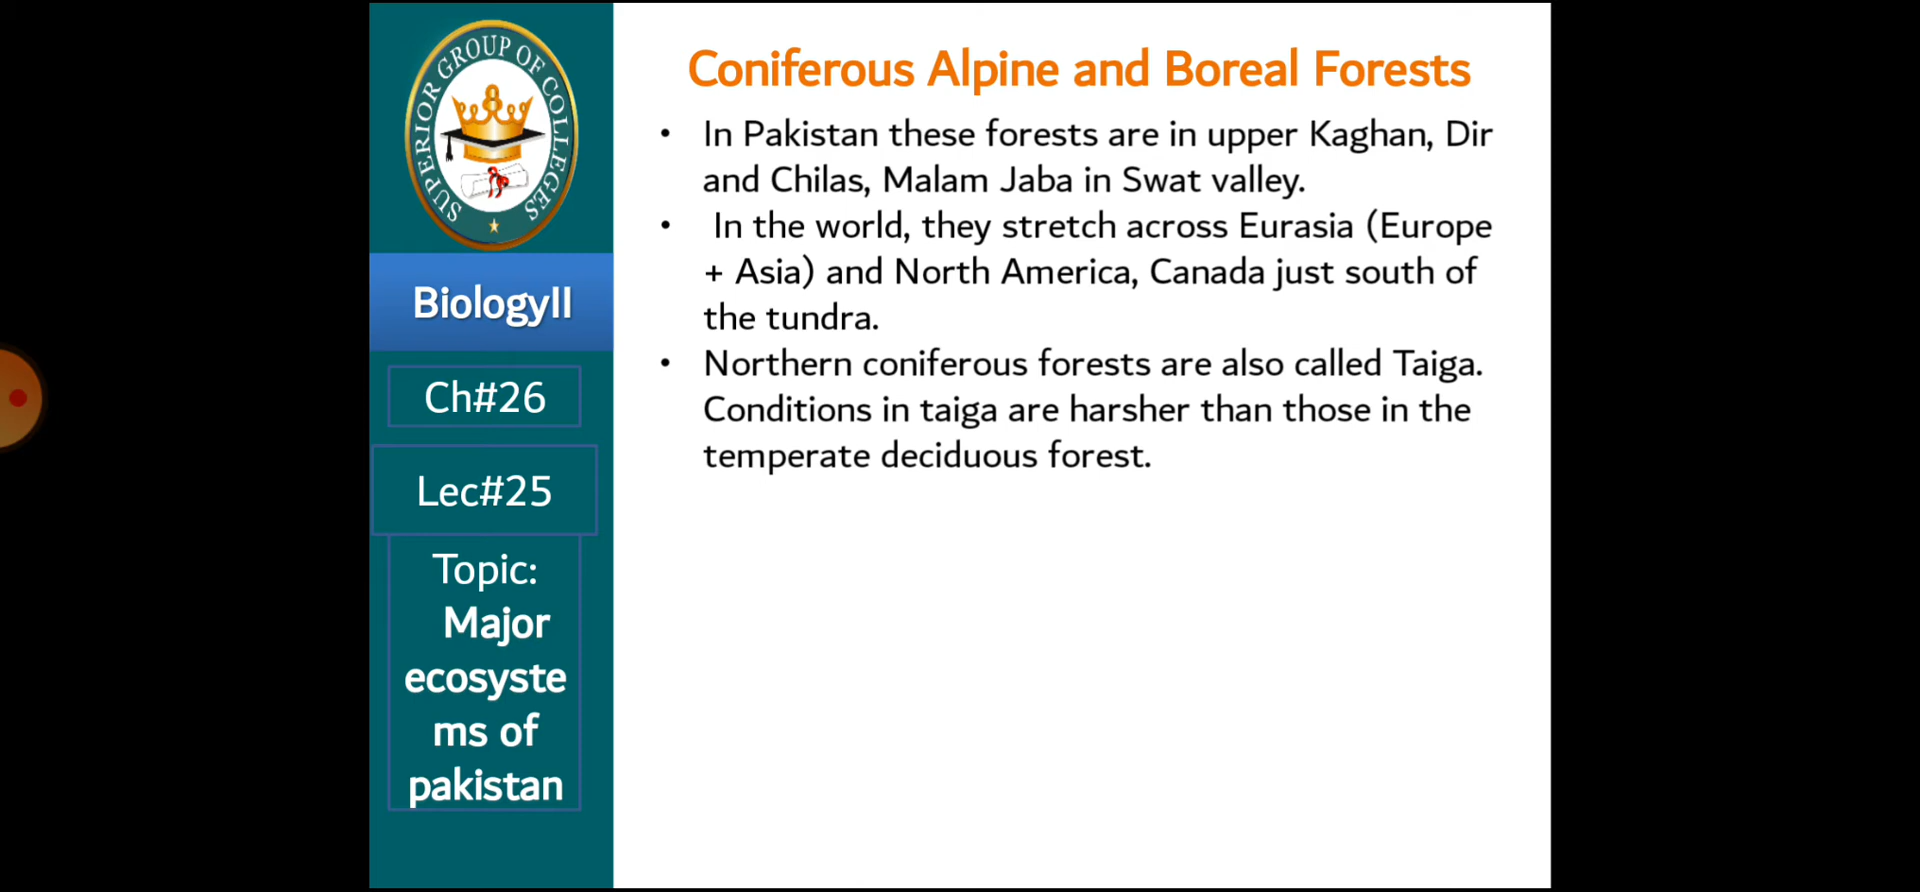 SUPERIOR GROUP OF COLLEGES
BiologyII
Ch#26
Lec#25
Topic:
Major
ecosyste
ms of
pakistan
Coniferous Alpine and Boreal Forests
• In Pakistan these forests are in upper Kaghan, Dir
and Chilas, Malam Jaba in Swat valley.
• In the world, they stretch across Eurasia (Europe
+ Asia) and North America, Canada just south of
the tundra.
• Northern coniferous forests are also called Taiga.
Conditions in taiga are harsher than those in the
temperate deciduous forest.